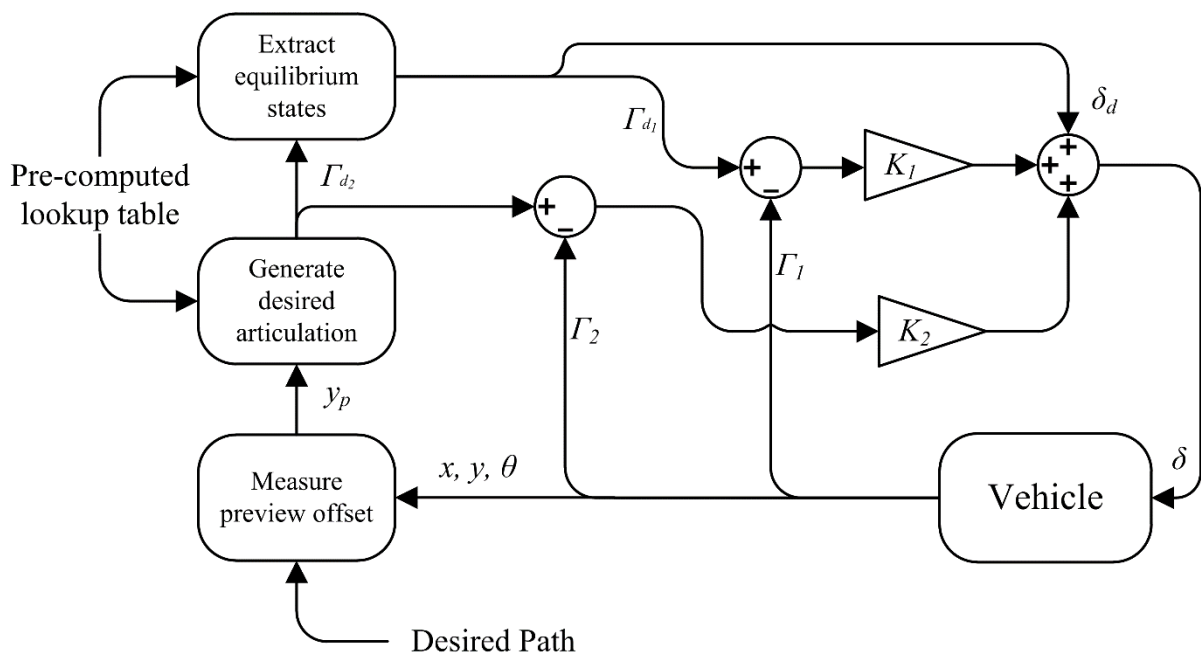 Extract
equilibrium
states
δd
Γd1
+
+
+
+
−
K1
Pre-computed
lookup table
Γd2
+
−
Generate
desired
articulation
Γ1
Γ2
K2
yp
Measure
preview offset
x, y, θ
Vehicle
δ
Desired Path